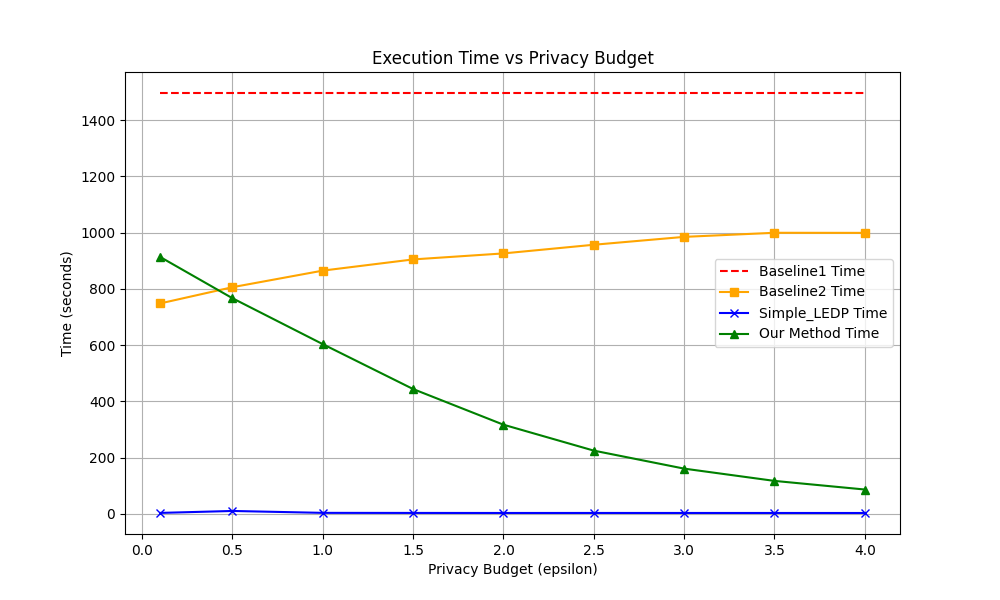 Execution Time vs Privacy Budget
Time (seconds)
1400
1200
1000
800
600
400
200
0
Baseline1 Time
Baseline2 Time
Simple_LEDP Time
Our Method Time
0.0 0.5 1.0 1.5 2.0 2.5 3.0 3.5 4.0
Privacy Budget (epsilon)